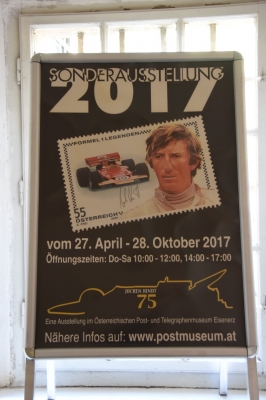 SONDERAUSSTELLUNG
2017
FORMEL 1 LEGENDEN
55
ÖSTERREICH
vom 27. April - 28. Oktober 2017
Öffnungszeiten: Do-Sa 10:00 - 12:00, 14:00 - 17:00
JOCHEN RINDT
75
Eine Ausstellung im Österreichischen Post- und Telegraphenmuseum Eisenerz
Nähere Infos auf: www.postmuseum.at